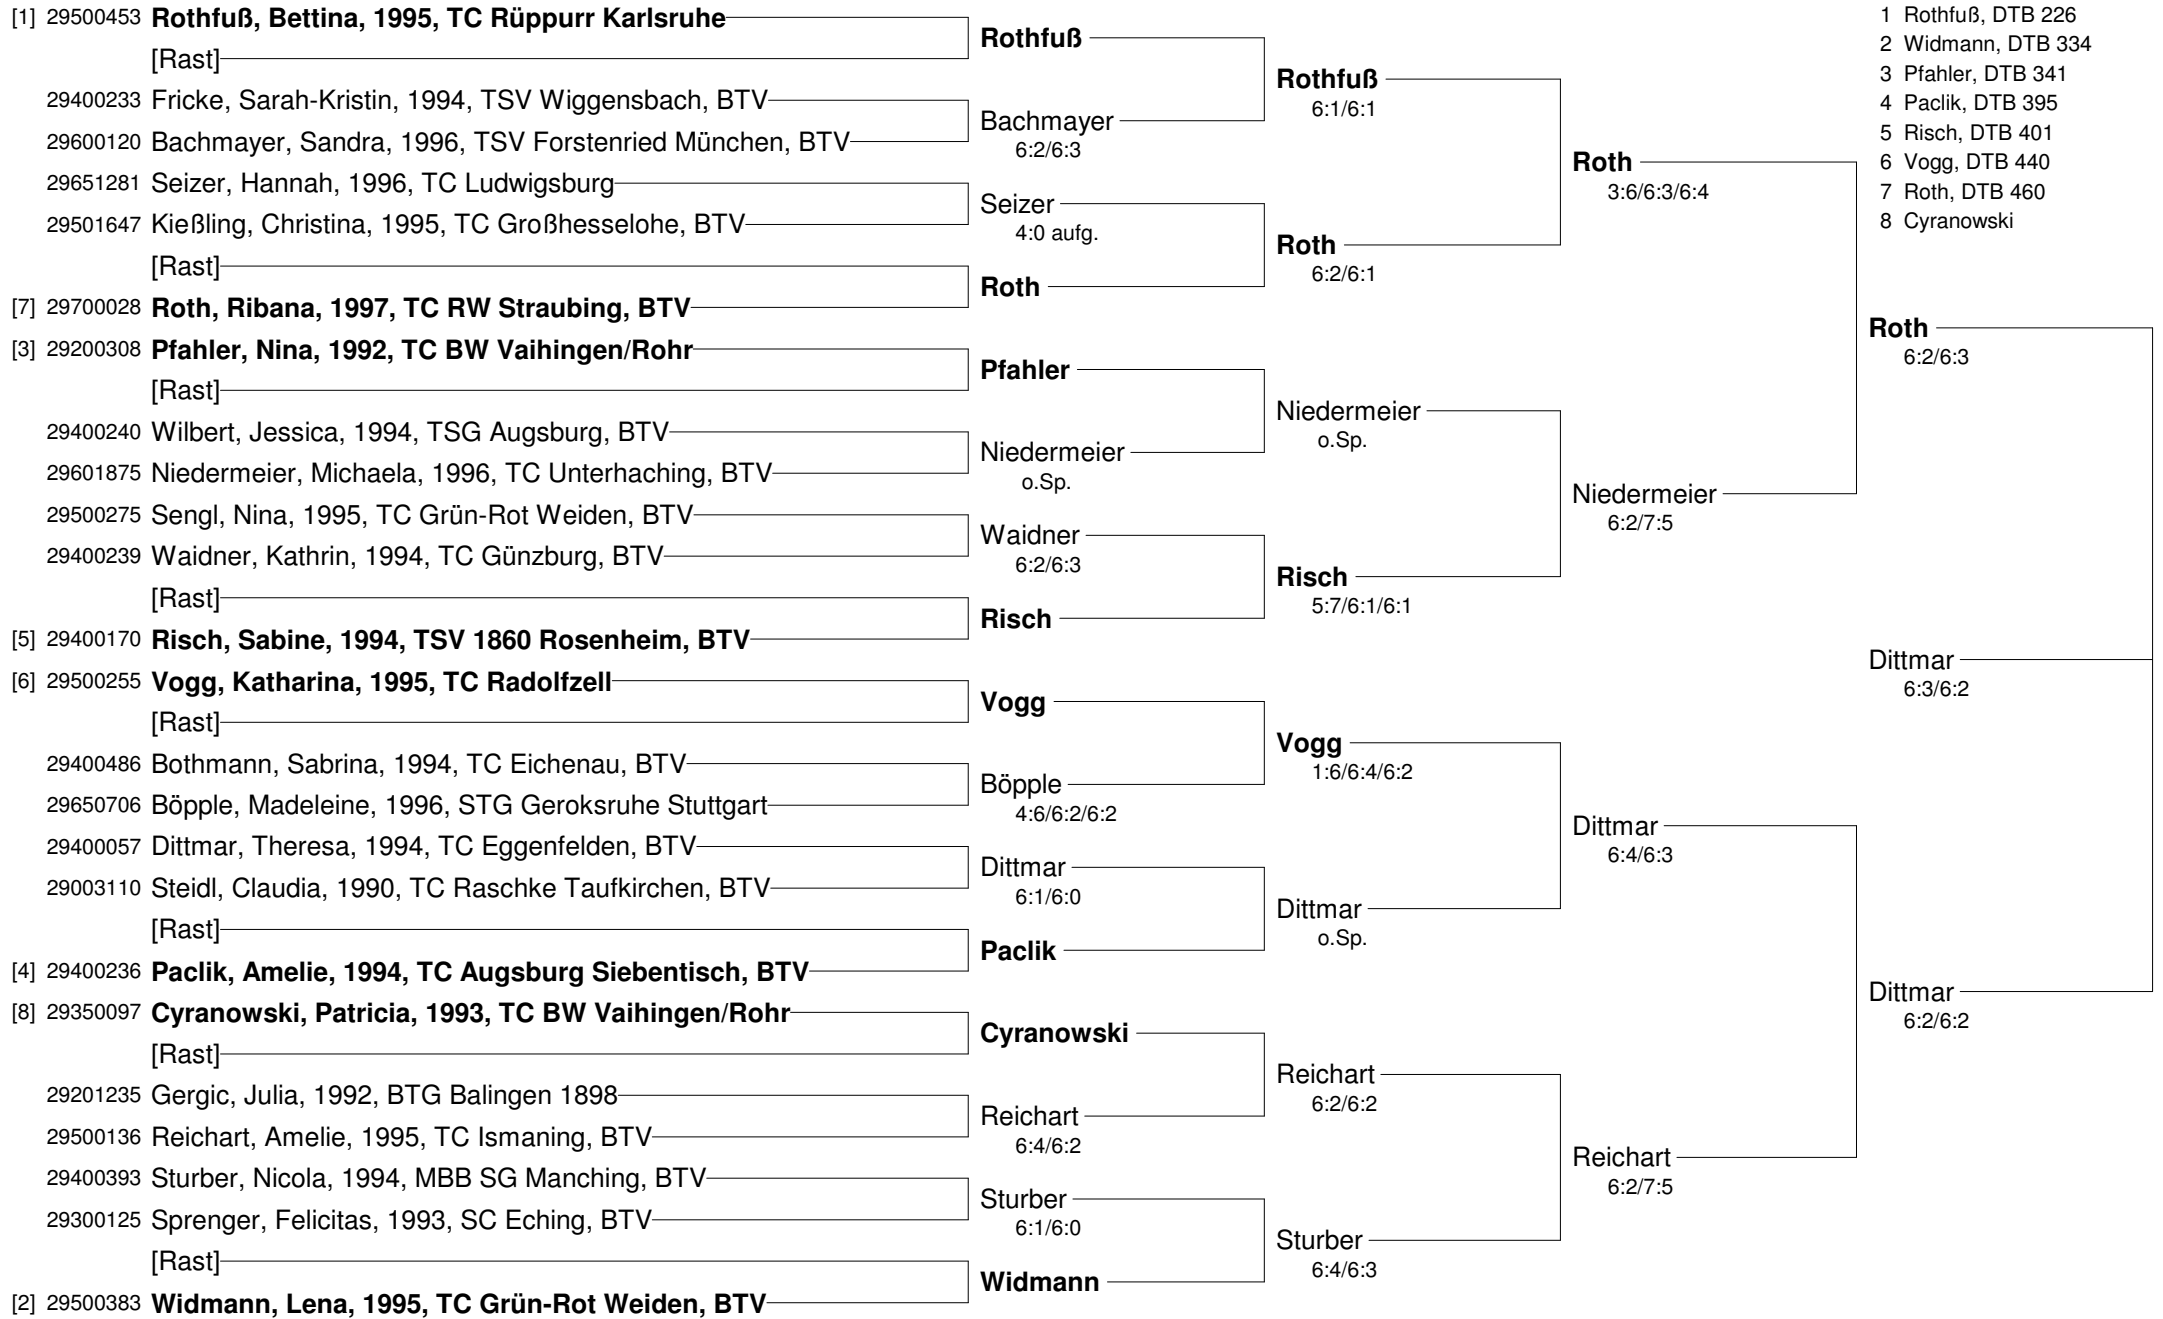 [1] 29500453 Rothfuß, Bettina, 1995, TC Rüppurr Karlsruhe
[Rast]
29400233 Fricke, Sarah-Kristin, 1994, TSV Wiggensbach, BTV
29600120 Bachmayer, Sandra, 1996, TSV Forstenried München, BTV
29651281 Seizer, Hannah, 1996, TC Ludwigsburg
29501647 Kießling, Christina, 1995, TC Großhesselohe, BTV
[Rast]
[7] 29700028 Roth, Ribana, 1997, TC RW Straubing, BTV
[3] 29200308 Pfahler, Nina, 1992, TC BW Vaihingen/Rohr
[Rast]
29400240 Wilbert, Jessica, 1994, TSG Augsburg, BTV
29601875 Niedermeier, Michaela, 1996, TC Unterhaching, BTV
29500275 Sengl, Nina, 1995, TC Grün-Rot Weiden, BTV
29400239 Waidner, Kathrin, 1994, TC Günzburg, BTV
[Rast]
[5] 29400170 Risch, Sabine, 1994, TSV 1860 Rosenheim, BTV
[6] 29500255 Vogg, Katharina, 1995, TC Radolfzell
[Rast]
29400486 Bothmann, Sabrina, 1994, TC Eichenau, BTV
29650706 Böpple, Madeleine, 1996, STG Geroksruhe Stuttgart
29400057 Dittmar, Theresa, 1994, TC Eggenfelden, BTV
29003110 Steidl, Claudia, 1990, TC Raschke Taufkirchen, BTV
[Rast]
[4] 29400236 Paclik, Amelie, 1994, TC Augsburg Siebentisch, BTV
[8] 29350097 Cyranowski, Patricia, 1993, TC BW Vaihingen/Rohr
[Rast]
29201235 Gergic, Julia, 1992, BTG Balingen 1898
29500136 Reichart, Amelie, 1995, TC Ismaning, BTV
29400393 Sturber, Nicola, 1994, MBB SG Manching, BTV
29300125 Sprenger, Felicitas, 1993, SC Eching, BTV
[Rast]
[2] 29500383 Widmann, Lena, 1995, TC Grün-Rot Weiden, BTV
Rothfuß
Bachmayer
6:2/6:3
Seizer
4:0 aufg.
Roth
Pfahler
Niedermeier
o.Sp.
Waidner
6:2/6:3
Risch
Vogg
Böpple
4:6/6:2/6:2
Dittmar
6:1/6:0
Paclik
Cyranowski
Reichart
6:4/6:2
Sturber
6:1/6:0
Widmann
Rothfuß
6:1/6:1
Roth
6:2/6:1
Niedermeier
o.Sp.
Risch
5:7/6:1/6:1
Vogg
1:6/6:4/6:2
Dittmar
o.Sp.
Reichart
6:2/6:2
Sturber
6:4/6:3
Roth
3:6/6:3/6:4
Niedermeier
6:2/7:5
Dittmar
6:4/6:3
Reichart
6:2/7:5
Roth
6:2/6:3
Dittmar
6:3/6:2
Dittmar
6:2/6:2
1 Rothfuß, DTB 226
2 Widmann, DTB 334
3 Pfahler, DTB 341
4 Paclik, DTB 395
5 Risch, DTB 401
6 Vogg, DTB 440
7 Roth, DTB 460
8 Cyranowski